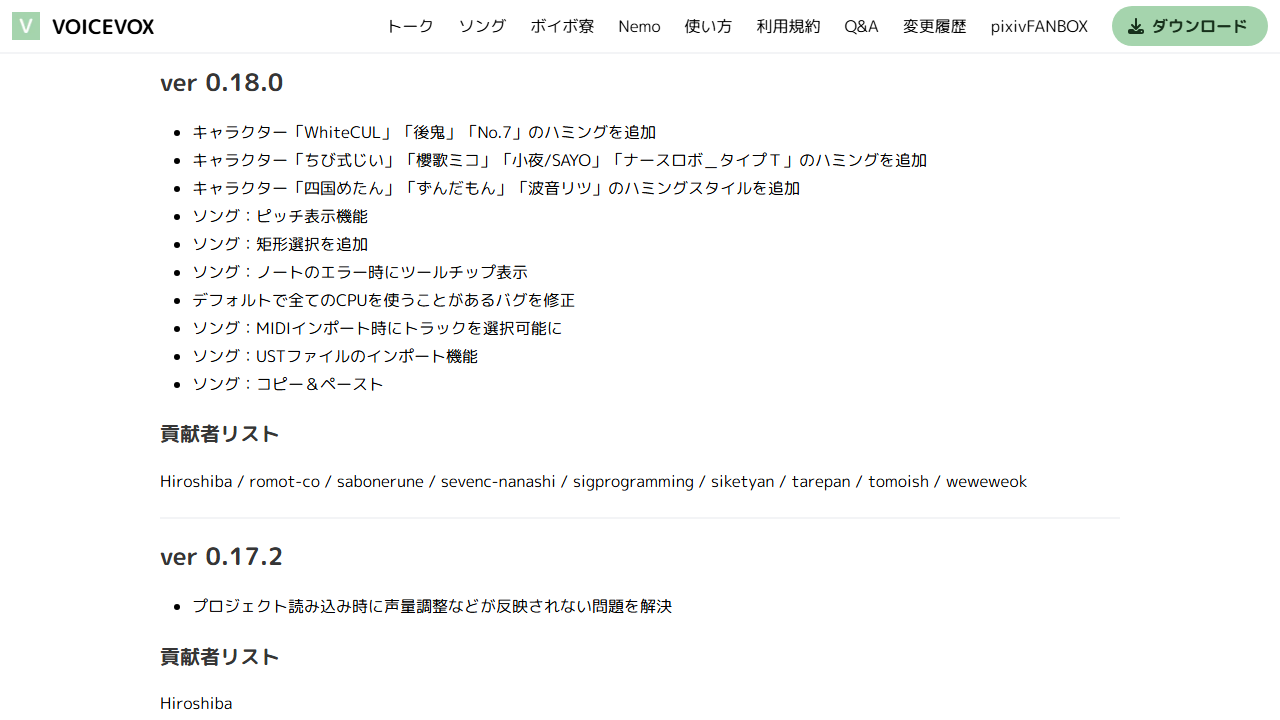 V VOICEVOX トーク ソング ボイボ寮 Nemo 使い方 利用規約 Q&A 変更履歴 pixivFANBOX ダウンロード
ver 0.18.0
キャラクター「WhiteCUL」「後鬼」「No.7」のハミングを追加
キャラクター「ちび式じい」「櫻歌ミコ」「小夜/SAYO」「ナースロボ＿タイプＴ」のハミングを追加
キャラクター「四国めたん」「ずんだもん」「波音リツ」のハミングスタイルを追加
ソング：ピッチ表示機能
ソング：矩形選択を追加
ソング：ノートのエラー時にツールチップ表示
デフォルトで全てのCPUを使うことがあるバグを修正
ソング：MIDIインポート時にトラックを選択可能に
ソング：USTファイルのインポート機能
ソング：コピー＆ペースト
貢献者リスト
Hiroshiba / romot-co / sabonerune / sevenc-nanashi / sigprogramming / siketyan / tarepan / tomoish / weweweok
ver 0.17.2
プロジェクト読み込み時に声量調整などが反映されない問題を解決
貢献者リスト
Hiroshiba